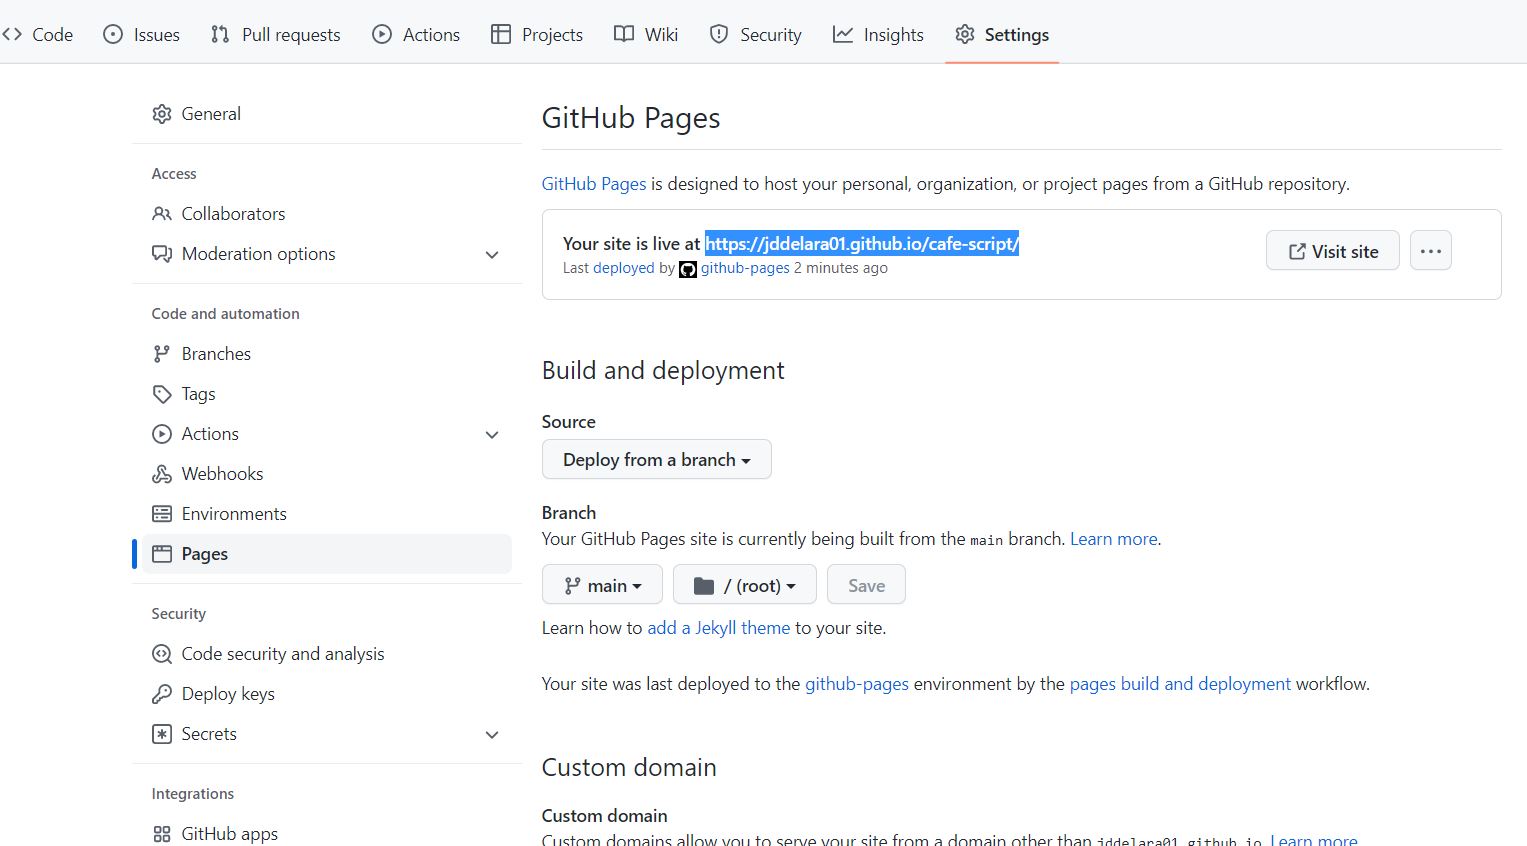 Code Issues Pull requests Actions Projects Wiki Security Insights Settings
General
Access
Collaborators
Moderation options
Code and automation
Branches
Tags
Actions
Webhooks
Environments
Pages
Security
Code security and analysis
Deploy keys
Secrets
Integrations
GitHub apps
GitHub Pages
GitHub Pages is designed to host your personal, organization, or project pages from a GitHub repository.
Your site is live at https://jddelara01.github.io/cafe-script/
Last deployed by github-pages 2 minutes ago
Visit site
Build and deployment
Source
Deploy from a branch
Branch
Your GitHub Pages site is currently being built from the main branch. Learn more.
main / (root) Save
Learn how to add a Jekyll theme to your site.
Your site was last deployed to the github-pages environment by the pages build and deployment workflow.
Custom domain
Custom domain
Custom domains allow you to serve your site from a domain other than jddelara01.github.io. Learn more.